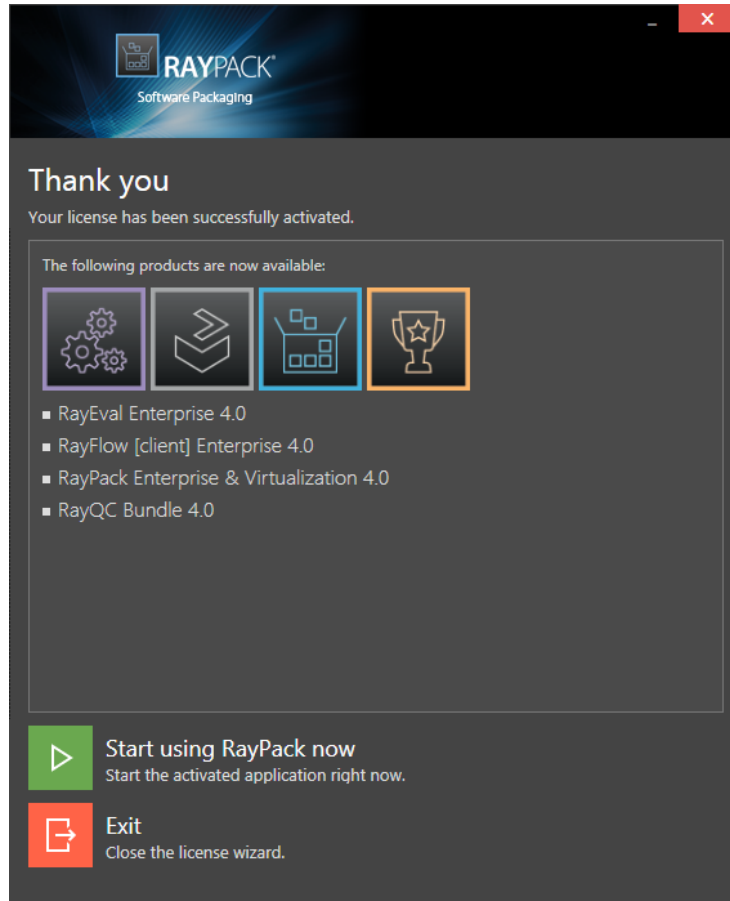 RAYPACK®
Software Packaging
Thank you
Your license has been successfully activated.
The following products are now available:
RayEval Enterprise 4.0
RayFlow [client] Enterprise 4.0
RayPack Enterprise & Virtualization 4.0
RayQC Bundle 4.0
Start using RayPack now
Start the activated application right now.
Exit
Close the license wizard.